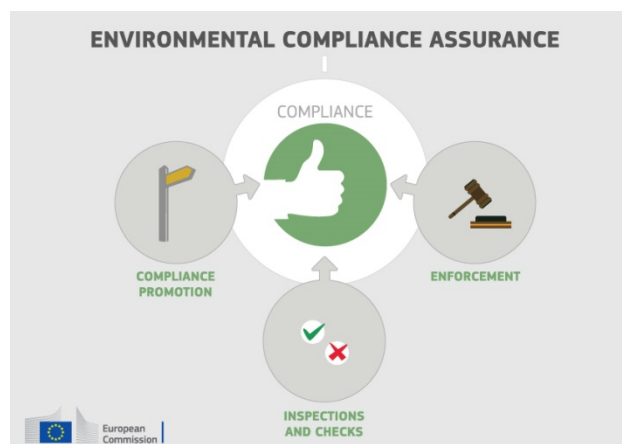 ENVIRONMENTAL COMPLIANCE ASSURANCE
COMPLIANCE
COMPLIANCE
PROMOTION
ENFORCEMENT
INSPECTIONS
AND CHECKS
European
Commission